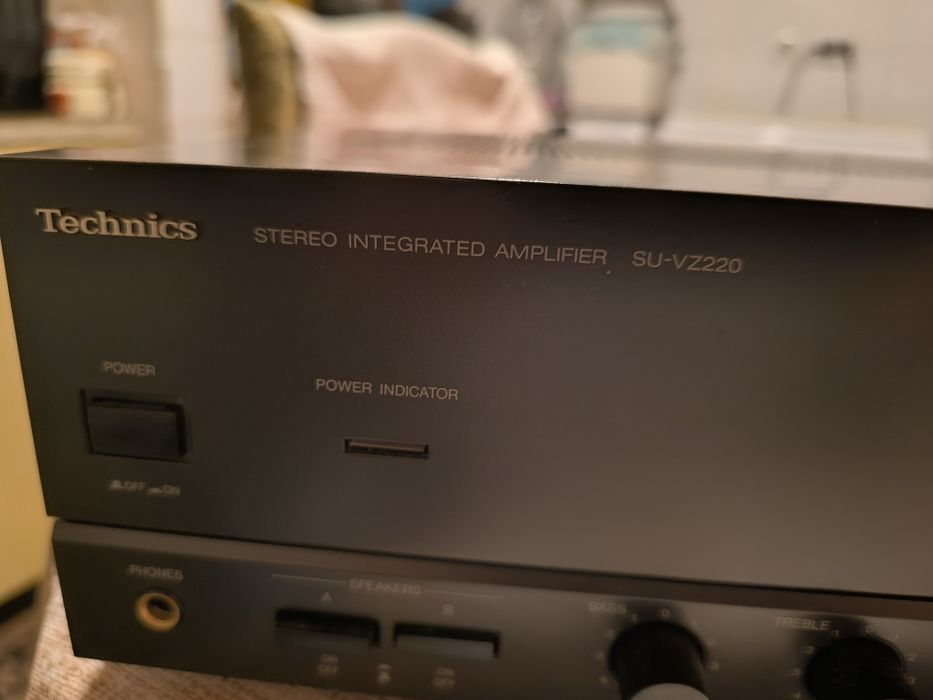 Technics
STEREO INTEGRATED AMPLIFIER SU-VZ220
POWER
POWER INDICATOR
OFF ON
PHONES
SPEAKERS
A B
BASS
TREBLE